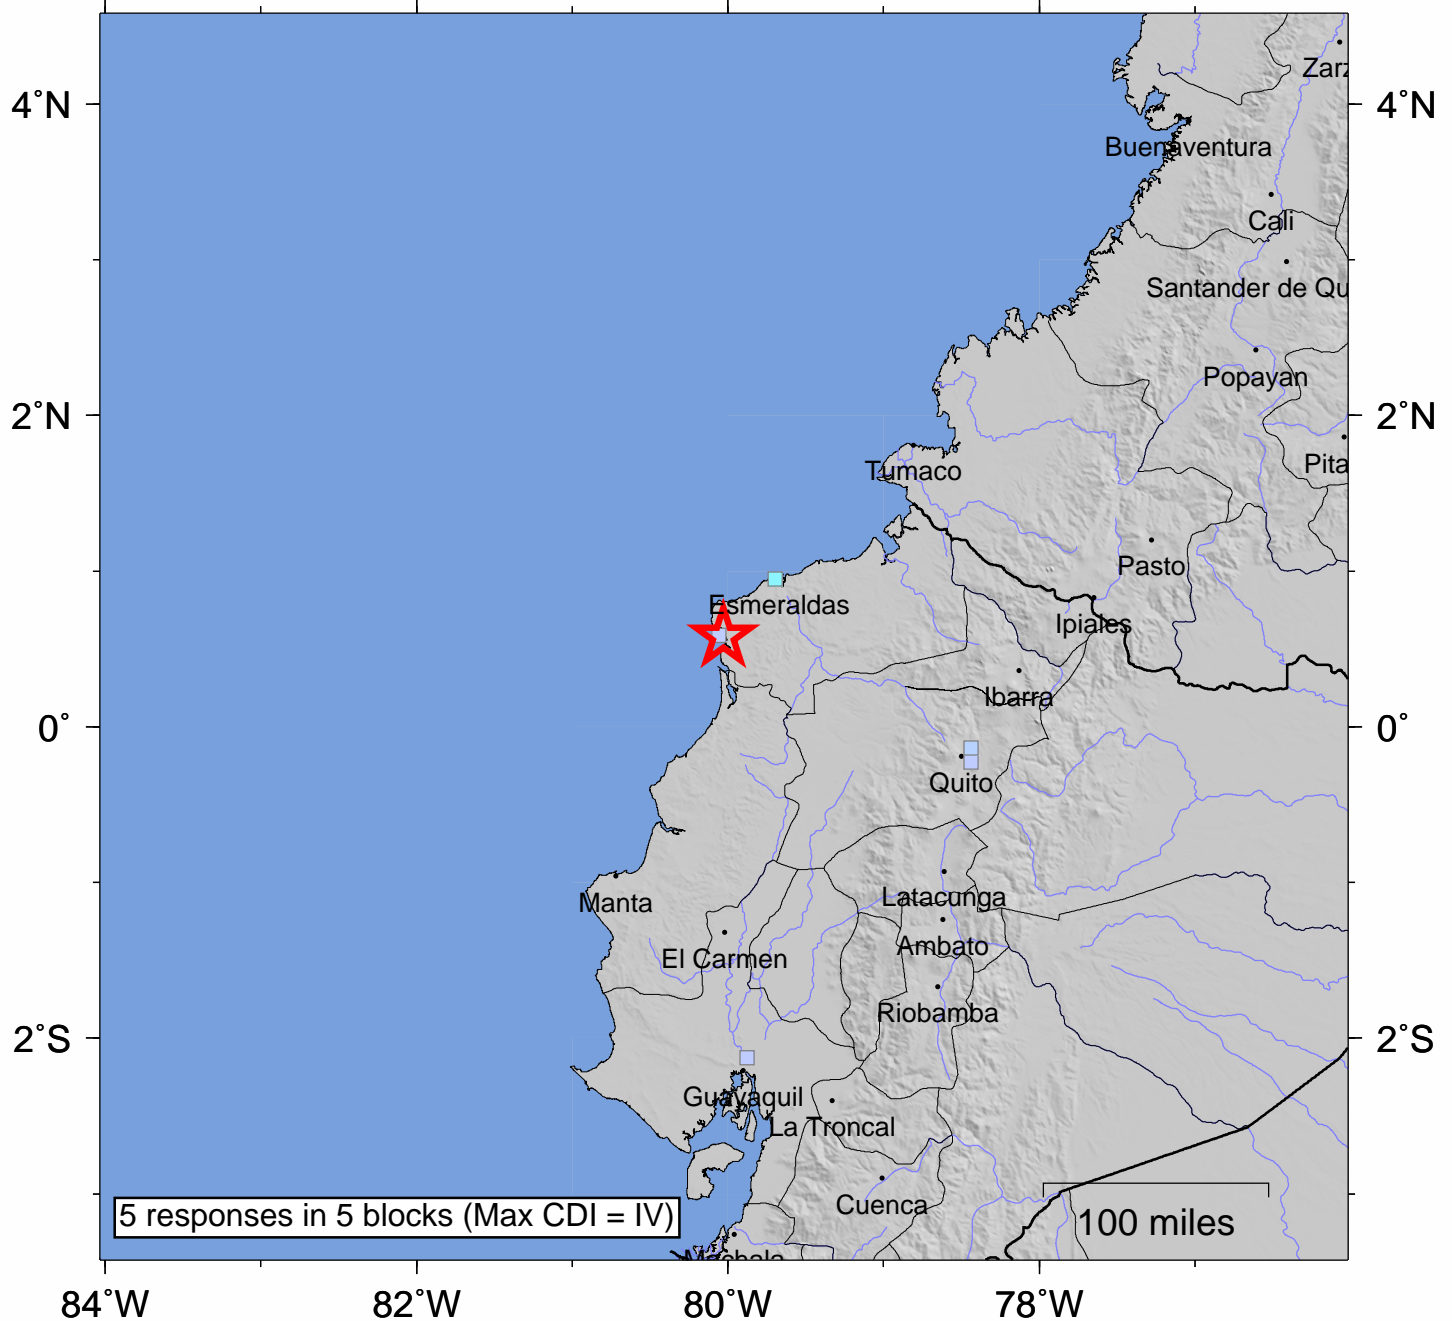 Zarz
4°N
4°N
Buenaventura
Cali
Santander de Qu
Popayan
2°N
2°N
Pita
Tumaco
Pasto
Esmeraldas
Ipiales
Ibarra
0°
0°
Quito
Latacunga
Manta
Ambato
El Carmen
Riobamba
2°S
2°S
Guayaquil
La Troncal
Cuenca
5 responses in 5 blocks (Max CDI = IV)
100 miles
Machala
84°W
82°W
80°W
78°W